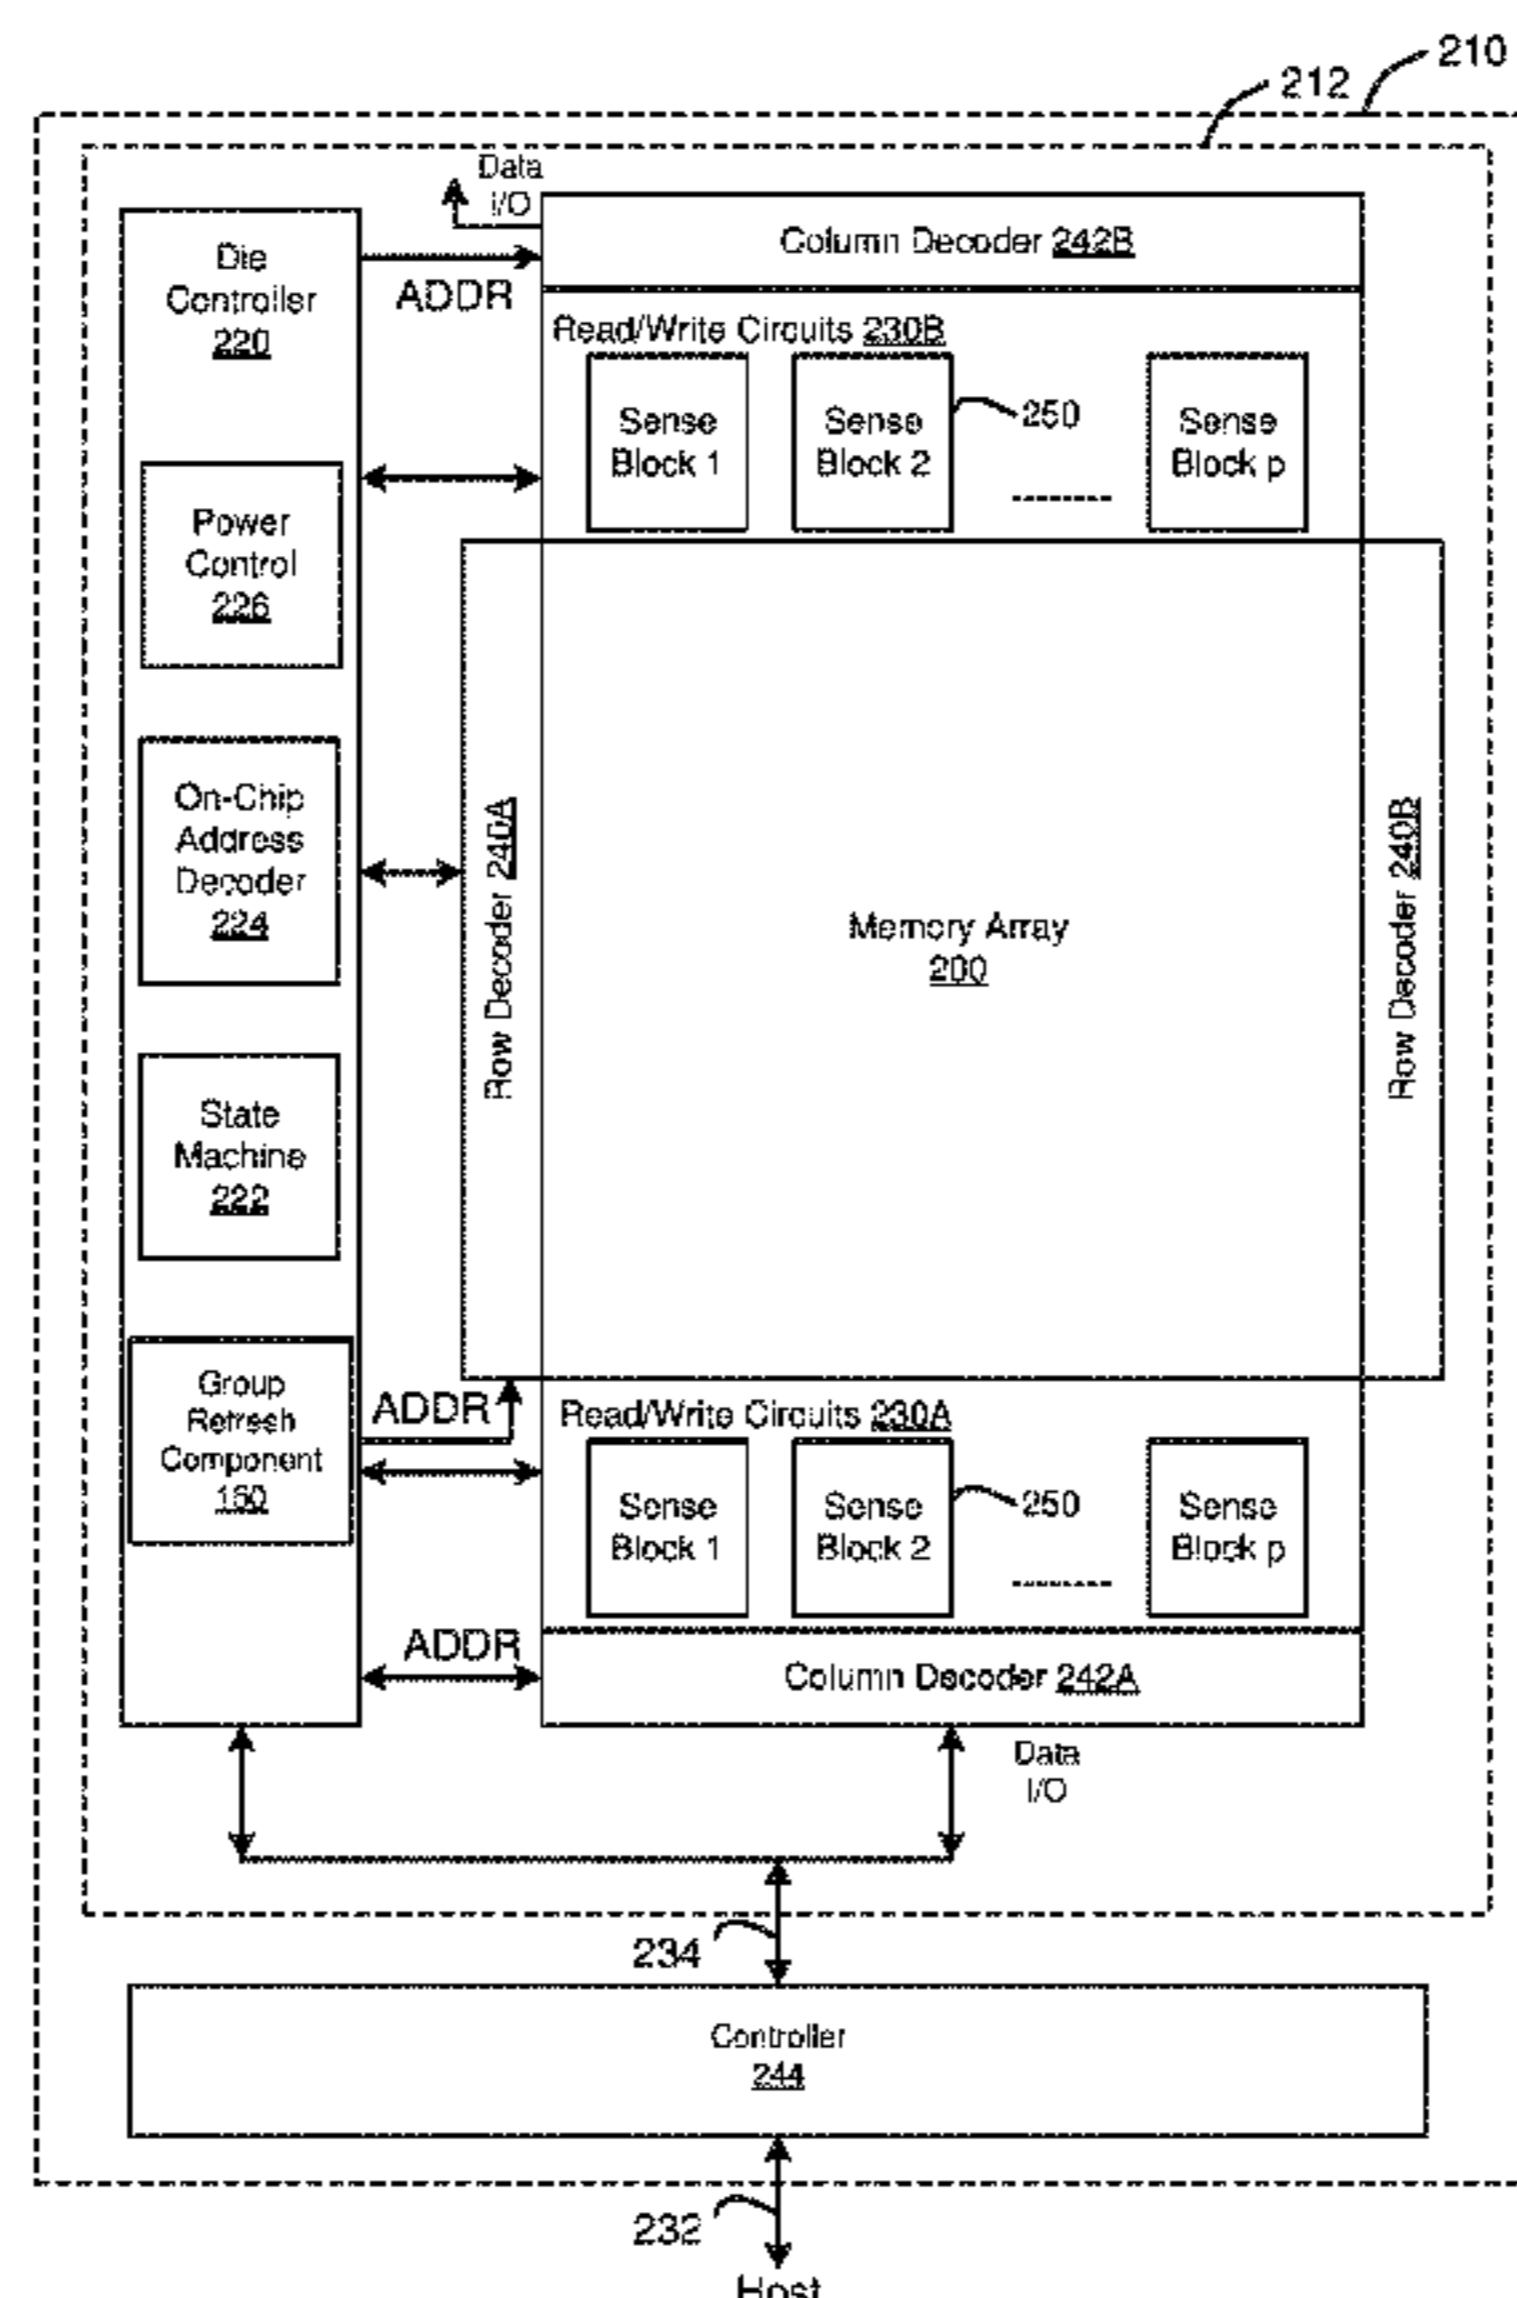 210
212
Data
I/O
Die
Controller
220
ADDR
Column Decoder 242B
Read/Write Circuits 230B
Sense
Block 1
Sense
Block 2
250
Sense
Block p
Power
Control
226
On-Chip
Address
Decoder
224
Row Decoder 240A
Memory Array
200
Row Decoder 240B
State
Machine
222
Group
Refresh
Component
150
ADDR
Read/Write Circuits 230A
Sense
Block 1
Sense
Block 2
250
Sense
Block p
ADDR
Column Decoder 242A
Data
I/O
234
Controller
244
232
Host